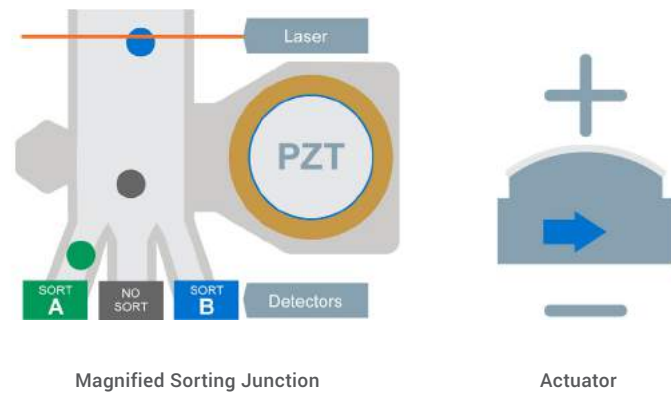 Laser
PZT
SORT
A
NO
SORT
SORT
B
Detectors
Magnified Sorting Junction
Actuator